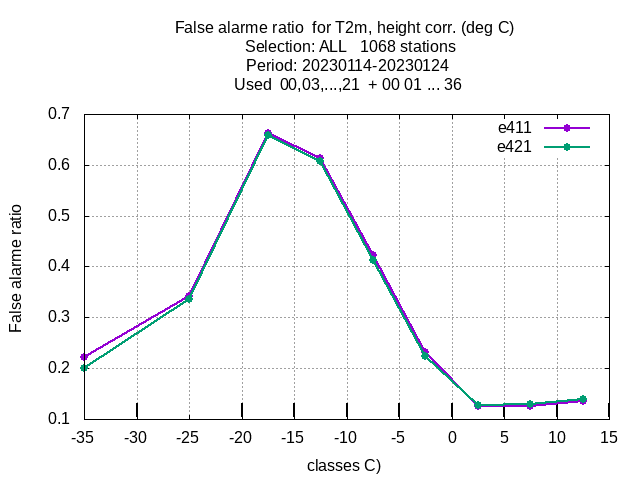 False alarme ratio  for T2m, height corr. (deg C)
Selection: ALL   1068 stations
Period: 20230114-20230124
Used  00,03,...,21  + 00 01 ... 36
e411
e421
False alarme ratio
0.7
0.6
0.5
0.4
0.3
0.2
0.1
-35 -30 -25 -20 -15 -10 -5 0 5 10 15
classes C)